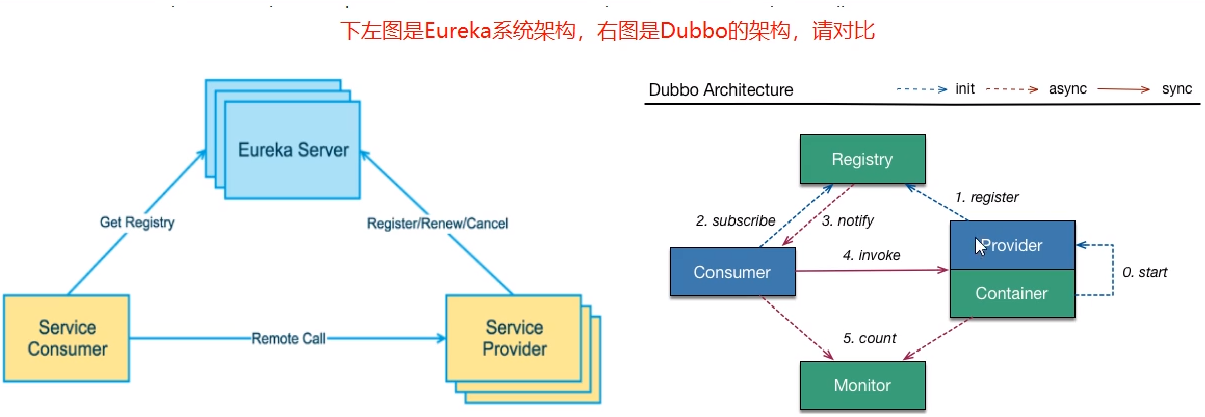 下左图是Eureka系统架构，右图是Dubbo的架构，请对比
Eureka Server
Get Registry
Register/Renew/Cancel
Service
Consumer
Remote Call
Service
Provider
Dubbo Architecture
init
async
sync
Registry
1. register
2. subscribe
3. notify
Consumer
4. invoke
Provider
Container
0. start
5. count
Monitor